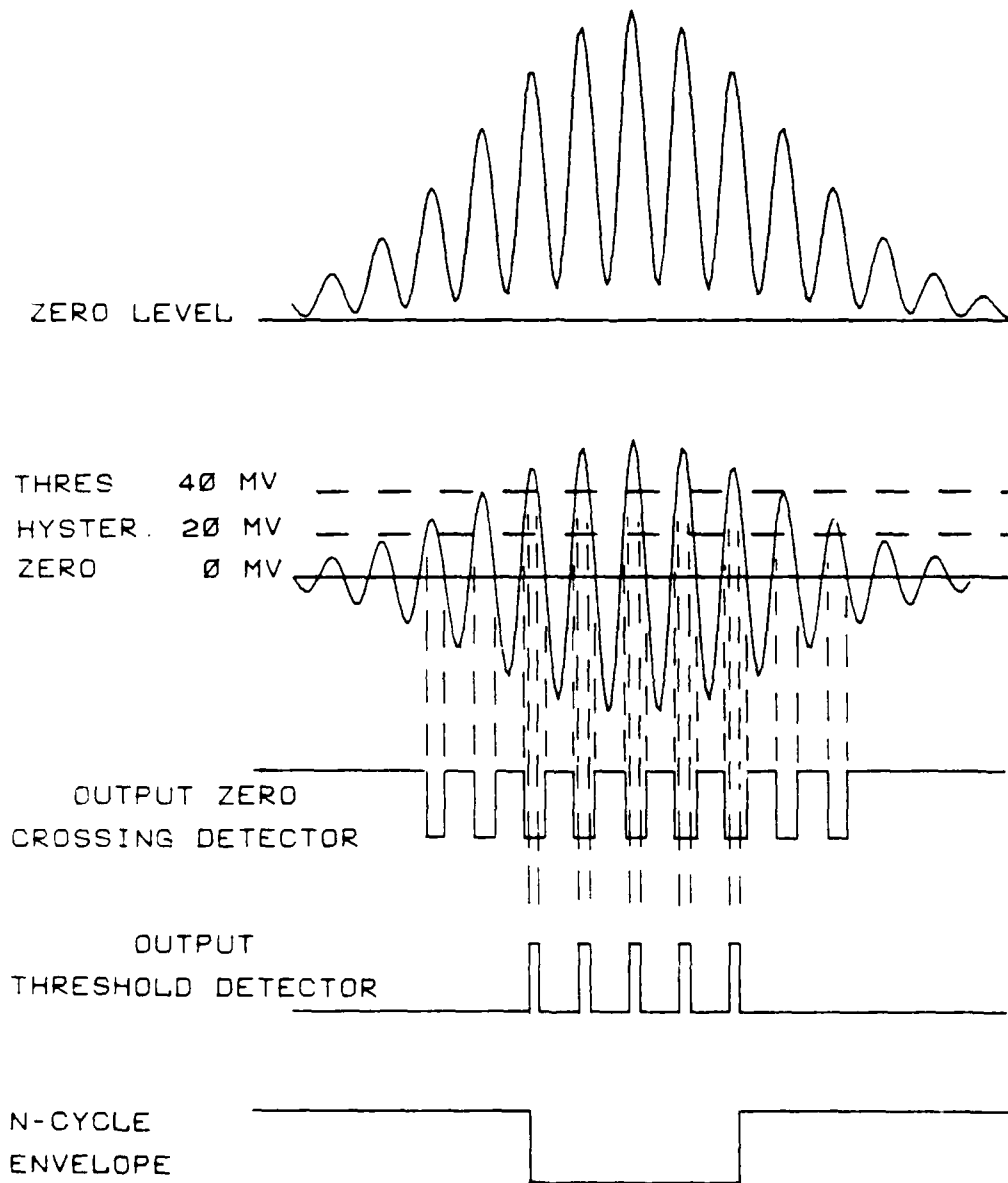 ZERO LEVEL
THRES 40 MV
HYSTER. 20 MV
ZERO 0 MV
OUTPUT ZERO
CROSSING DETECTOR
OUTPUT
THRESHOLD DETECTOR
N-CYCLE
ENVELOPE